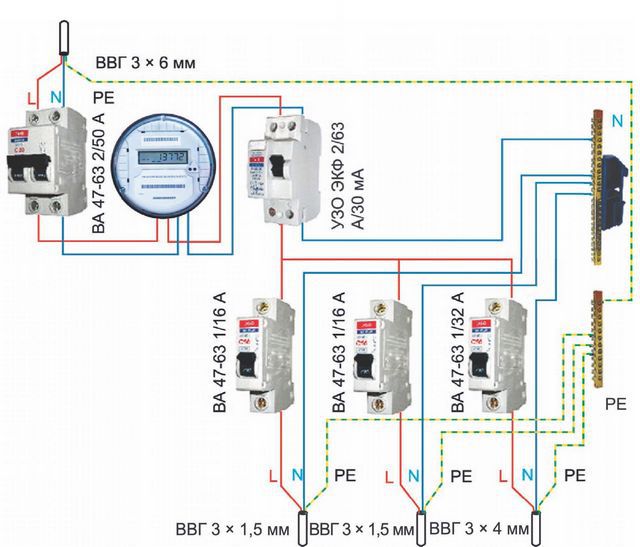 ВВГ 3 × 6 мм
L
N
PE
ВА 47-63 2/50 А
13772
УЗО ЭКФ 2/63
А/30 мА
N
ВА 47-63 1/16 А
ВА 47-63 1/16 А
ВА 47-63 1/32 А
PE
L
N
PE
L
N
PE
L
N
PE
ВВГ 3 × 1,5 мм
ВВГ 3 × 1,5 мм
ВВГ 3 × 4 мм